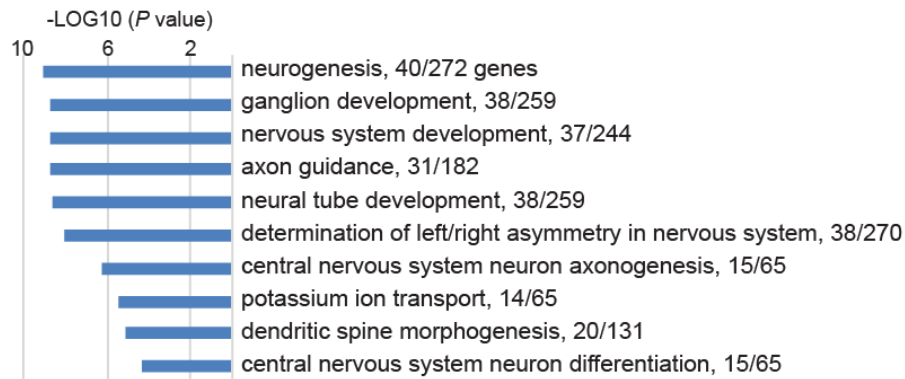 -LOG10 (P value)
10 6 2
neurogenesis, 40/272 genes
ganglion development, 38/259
nervous system development, 37/244
axon guidance, 31/182
neural tube development, 38/259
determination of left/right asymmetry in nervous system, 38/270
central nervous system neuron axonogenesis, 15/65
potassium ion transport, 14/65
dendritic spine morphogenesis, 20/131
central nervous system neuron differentiation, 15/65